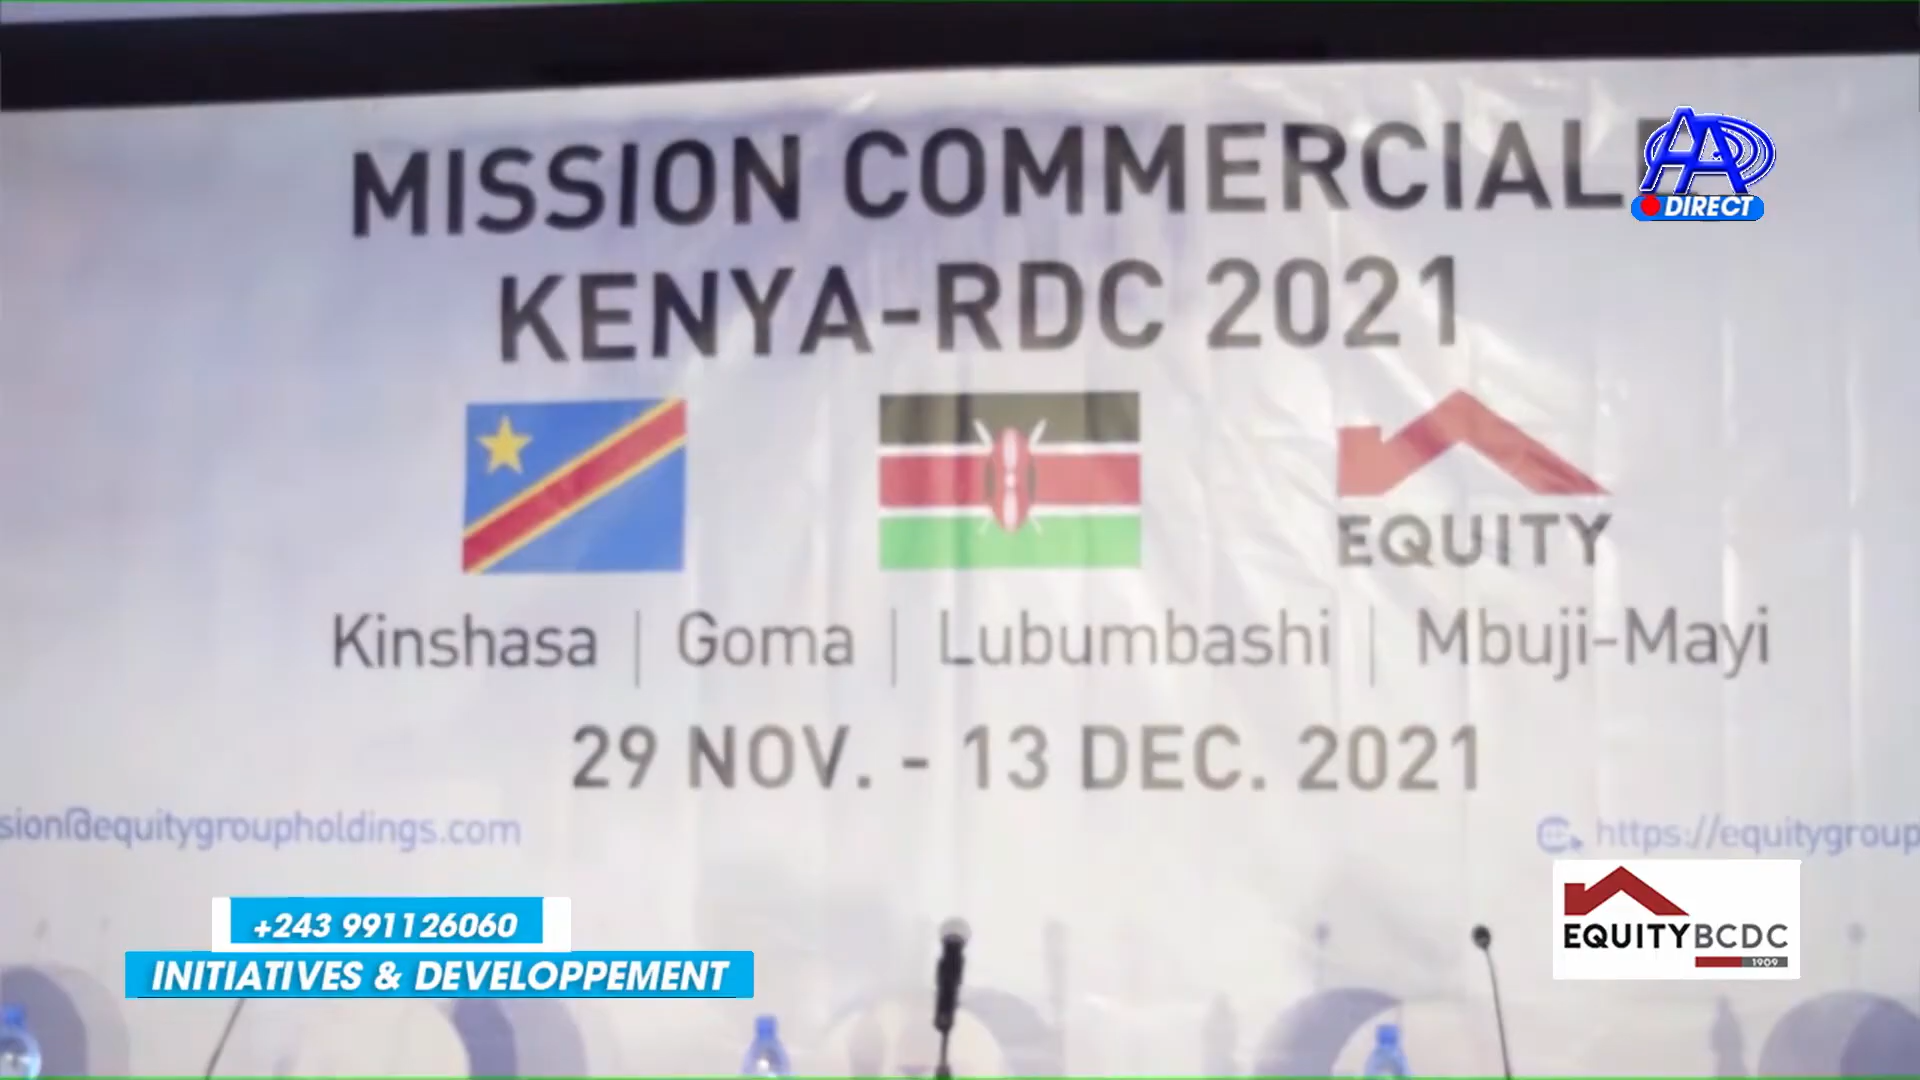 MISSION COMMERCIALE
AA
DIRECT
KENYA-RDC 2021
EQUITY
Kinshasa | Goma | Lubumbashi | Mbuji-Mayi
29 NOV. - 13 DEC. 2021
sion@equitygroupholdings.com
https://equitygroup
+243 991126060
INITIATIVES & DEVELOPPEMENT
EQUITYBCDC
1909